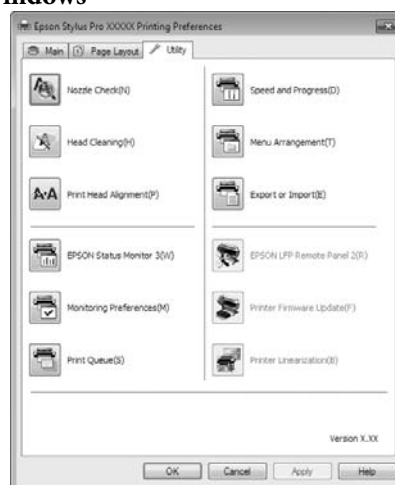 indows
Epson Stylus Pro XXXXX Printing Preferences
Main Page Layout Utility
Nozzle Check(N)
Speed and Progress(D)
Head Cleaning(H)
Menu Arrangement(T)
A·A Print Head Alignment(P)
Export or Import(E)
EPSON Status Monitor 3(W)
EPSON LFP Remote Panel 2(R)
Monitoring Preferences(M)
Printer Firmware Update(F)
Print Queue(S)
Printer Linearization(B)
Version X.XX
OK Cancel Apply Help